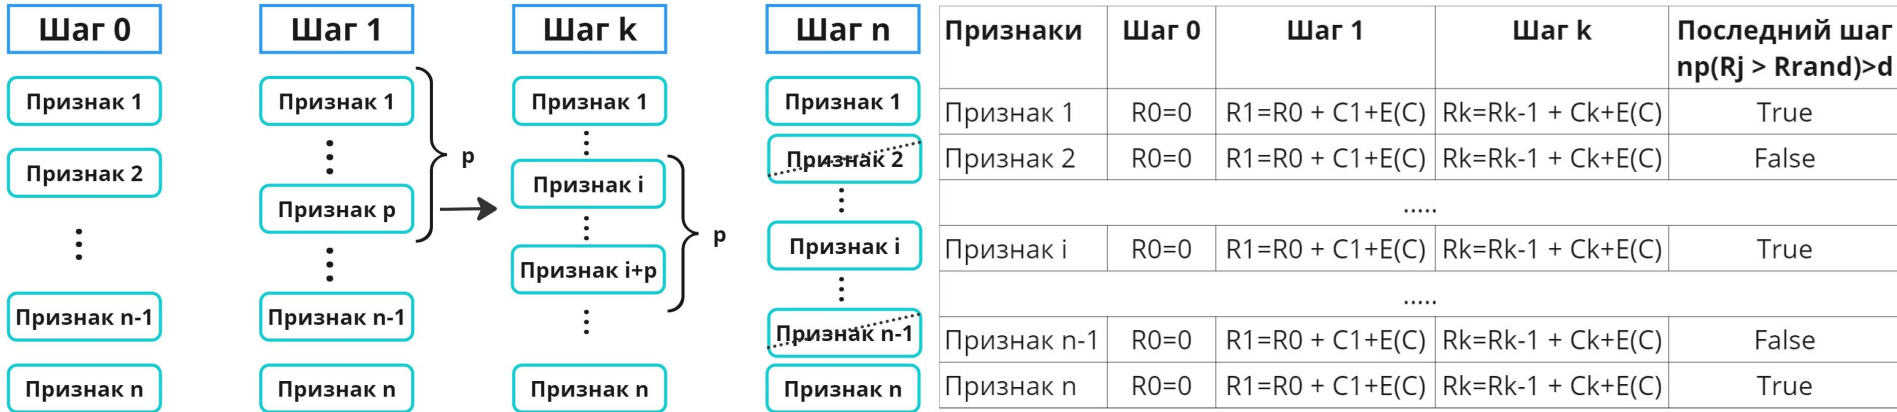 Шаг 0
Признак 1
Признак 2
Признак n-1
Признак n
Шаг 1
Признак 1
Признак p
Признак n-1
Признак n
p
Шаг k
Признак 1
Признак i
Признак i+p
Признак n
p
Шаг n
Признак 1
Признак 2
Признак i
Признак n-1
Признак n
Признаки Шаг 0 Шаг 1 Шаг k Последний шаг
np(Rj > Rrand)>d
Признак 1 R0=0 R1=R0 + C1+E(C) Rk=Rk-1 + Ck+E(C) True
Признак 2 R0=0 R1=R0 + C1+E(C) Rk=Rk-1 + Ck+E(C) False
.....
Признак i R0=0 R1=R0 + C1+E(C) Rk=Rk-1 + Ck+E(C) True
.....
Признак n-1 R0=0 R1=R0 + C1+E(C) Rk=Rk-1 + Ck+E(C) False
Признак n R0=0 R1=R0 + C1+E(C) Rk=Rk-1 + Ck+E(C) True